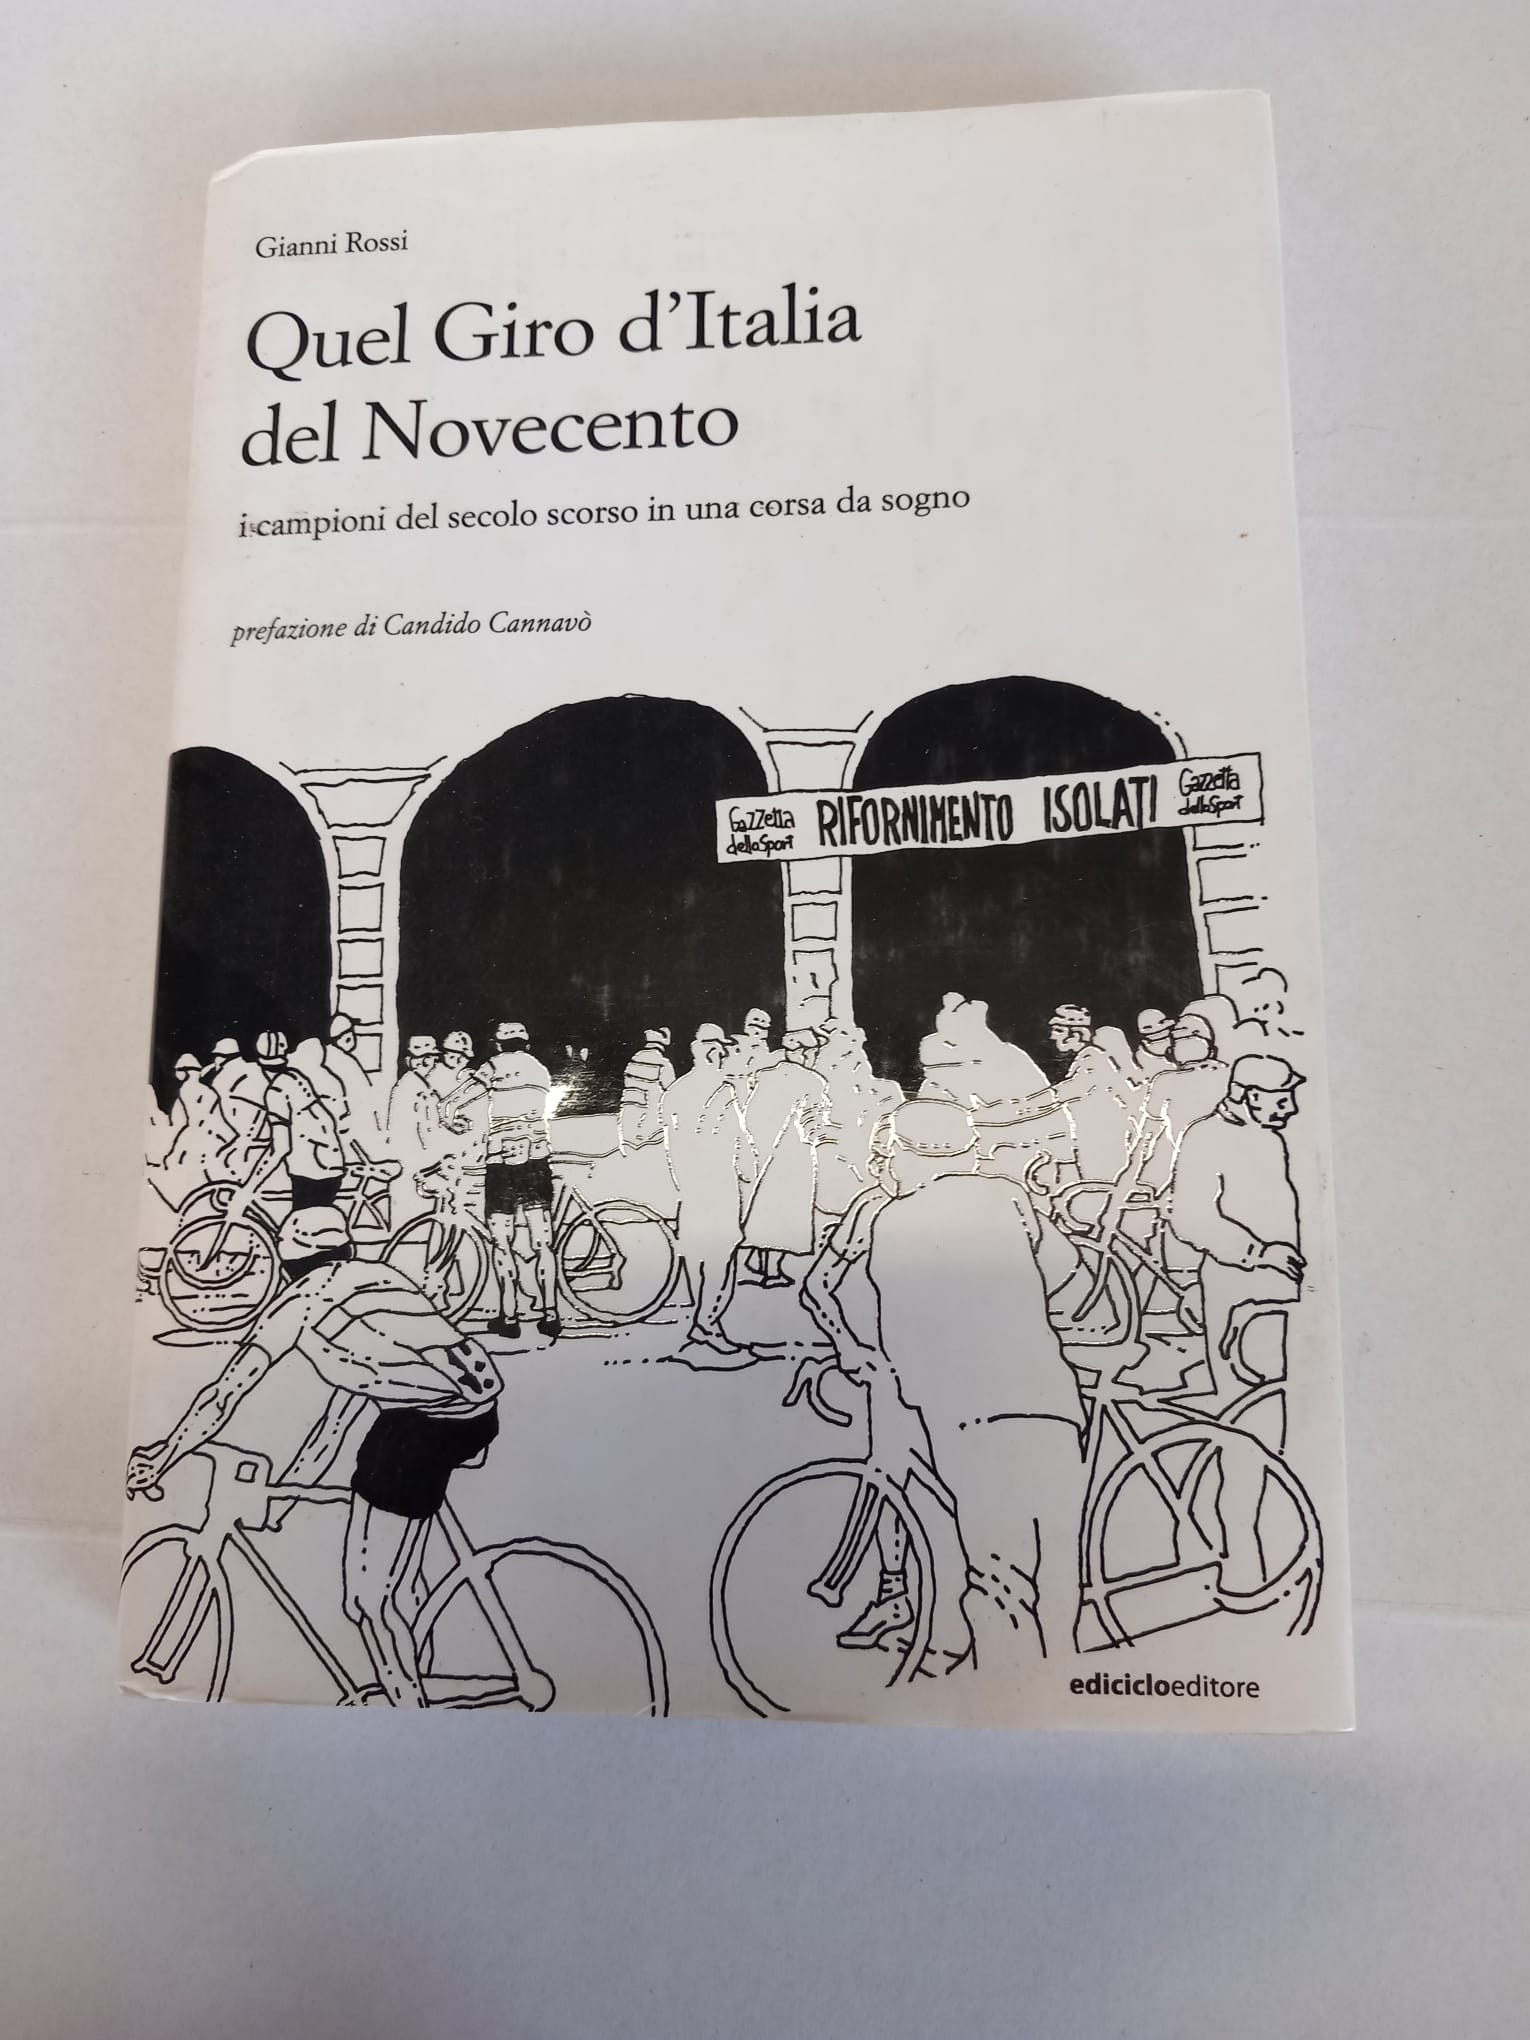 Gianni Rossi
Quel Giro d'Italia
del Novecento
i campioni del secolo scorso in una corsa da sogno
prefazione di Candido Cannavò
Gazzetta
dello Sport
RIFORNIMENTO ISOLATI
Gazzetta
dello Sport
edicicloeditore